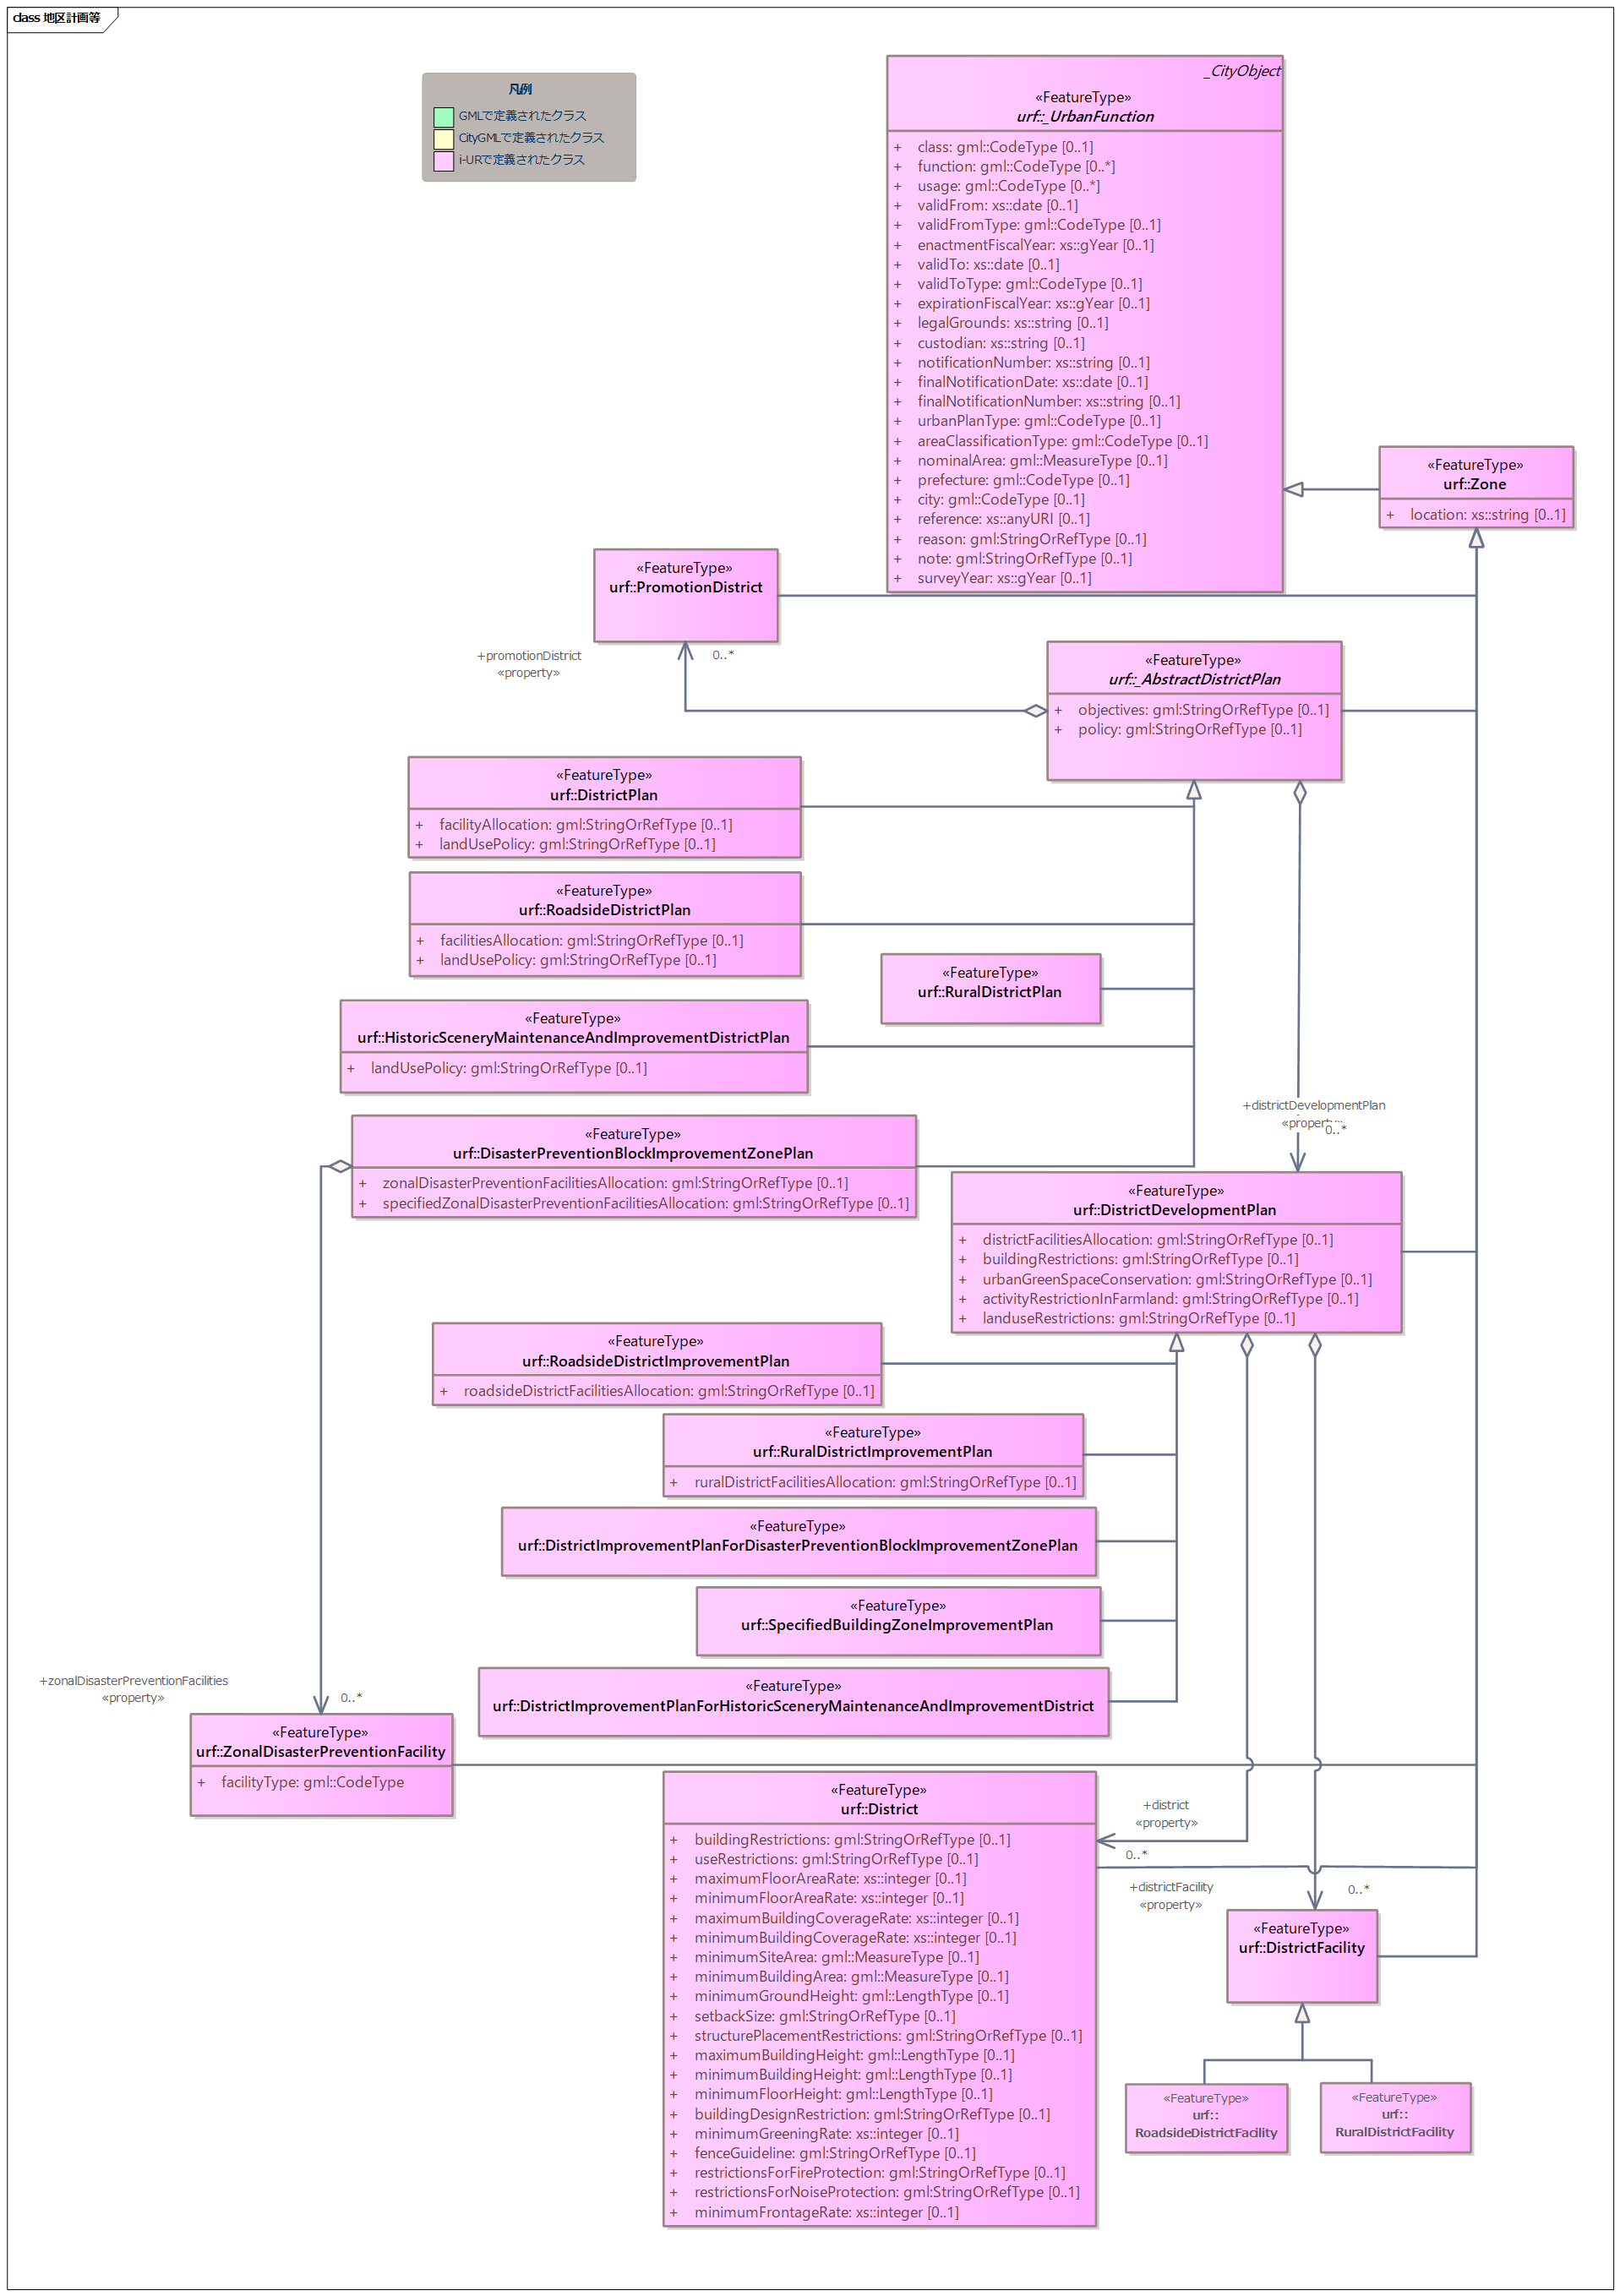 class 地区計画等
凡例
GMLで定義されたクラス
CityGMLで定義されたクラス
i-URで定義されたクラス
_CityObject
«FeatureType»
urf::_UrbanFunction
+ class: gml::CodeType [0..1]
+ function: gml::CodeType [0..*]
+ usage: gml::CodeType [0..*]
+ validFrom: xs::date [0..1]
+ validFromType: gml::CodeType [0..1]
+ enactmentFiscalYear: xs::gYear [0..1]
+ validTo: xs::date [0..1]
+ validToType: gml::CodeType [0..1]
+ expirationFiscalYear: xs::gYear [0..1]
+ legalGrounds: xs::string [0..1]
+ custodian: xs::string [0..1]
+ notificationNumber: xs::string [0..1]
+ finalNotificationDate: xs::date [0..1]
+ finalNotificationNumber: xs::string [0..1]
+ urbanPlanType: gml::CodeType [0..1]
+ areaClassificationType: gml::CodeType [0..1]
+ nominalArea: gml::MeasureType [0..1]
+ prefecture: gml::CodeType [0..1]
+ city: gml::CodeType [0..1]
+ reference: xs::anyURI [0..1]
+ reason: gml:StringOrRefType [0..1]
+ note: gml:StringOrRefType [0..1]
+ surveyYear: xs::gYear [0..1]
«FeatureType»
urf::Zone
+ location: xs::string [0..1]
«FeatureType»
urf::PromotionDistrict
+promotionDistrict
«property»
0..*
«FeatureType»
urf::_AbstractDistrictPlan
+ objectives: gml:StringOrRefType [0..1]
+ policy: gml:StringOrRefType [0..1]
«FeatureType»
urf::DistrictPlan
+ facilityAllocation: gml:StringOrRefType [0..1]
+ landUsePolicy: gml:StringOrRefType [0..1]
«FeatureType»
urf::RoadsideDistrictPlan
+ facilitiesAllocation: gml:StringOrRefType [0..1]
+ landUsePolicy: gml:StringOrRefType [0..1]
«FeatureType»
urf::RuralDistrictPlan
«FeatureType»
urf::HistoricSceneryMaintenanceAndImprovementDistrictPlan
+ landUsePolicy: gml:StringOrRefType [0..1]
+districtDevelopmentPlan
«property»
0..*
«FeatureType»
urf::DisasterPreventionBlockImprovementZonePlan
+ zonalDisasterPreventionFacilitiesAllocation: gml:StringOrRefType [0..1]
+ specifiedZonalDisasterPreventionFacilitiesAllocation: gml:StringOrRefType [0..1]
«FeatureType»
urf::DistrictDevelopmentPlan
+ districtFacilitiesAllocation: gml:StringOrRefType [0..1]
+ buildingRestrictions: gml:StringOrRefType [0..1]
+ urbanGreenSpaceConservation: gml:StringOrRefType [0..1]
+ activityRestrictionInFarmland: gml:StringOrRefType [0..1]
+ landuseRestrictions: gml:StringOrRefType [0..1]
«FeatureType»
urf::RoadsideDistrictImprovementPlan
+ roadsideDistrictFacilitiesAllocation: gml:StringOrRefType [0..1]
«FeatureType»
urf::RuralDistrictImprovementPlan
+ ruralDistrictFacilitiesAllocation: gml:StringOrRefType [0..1]
«FeatureType»
urf::DistrictImprovementPlanForDisasterPreventionBlockImprovementZonePlan
«FeatureType»
urf::SpecifiedBuildingZoneImprovementPlan
«FeatureType»
urf::DistrictImprovementPlanForHistoricSceneryMaintenanceAndImprovementDistrict
+zonalDisasterPreventionFacilities
«property»
0..*
«FeatureType»
urf::ZonalDisasterPreventionFacility
+ facilityType: gml::CodeType
«FeatureType»
urf::District
+ buildingRestrictions: gml:StringOrRefType [0..1]
+ useRestrictions: gml:StringOrRefType [0..1]
+ maximumFloorAreaRate: xs::integer [0..1]
+ minimumFloorAreaRate: xs::integer [0..1]
+ maximumBuildingCoverageRate: xs::integer [0..1]
+ minimumBuildingCoverageRate: xs::integer [0..1]
+ minimumSiteArea: gml::MeasureType [0..1]
+ minimumBuildingArea: gml::MeasureType [0..1]
+ minimumGroundHeight: gml::LengthType [0..1]
+ setbackSize: gml:StringOrRefType [0..1]
+ structurePlacementRestrictions: gml:StringOrRefType [0..1]
+ maximumBuildingHeight: gml::LengthType [0..1]
+ minimumBuildingHeight: gml::LengthType [0..1]
+ minimumFloorHeight: gml::LengthType [0..1]
+ buildingDesignRestriction: gml:StringOrRefType [0..1]
+ minimumGreeningRate: xs::integer [0..1]
+ fenceGuideline: gml:StringOrRefType [0..1]
+ restrictionsForFireProtection: gml:StringOrRefType [0..1]
+ restrictionsForNoiseProtection: gml:StringOrRefType [0..1]
+ minimumFrontageRate: xs::integer [0..1]
+district
«property»
0..*
+districtFacility
«property»
0..*
«FeatureType»
urf::DistrictFacility
«FeatureType»
urf::
RoadsideDistrictFacility
«FeatureType»
urf::
RuralDistrictFacility